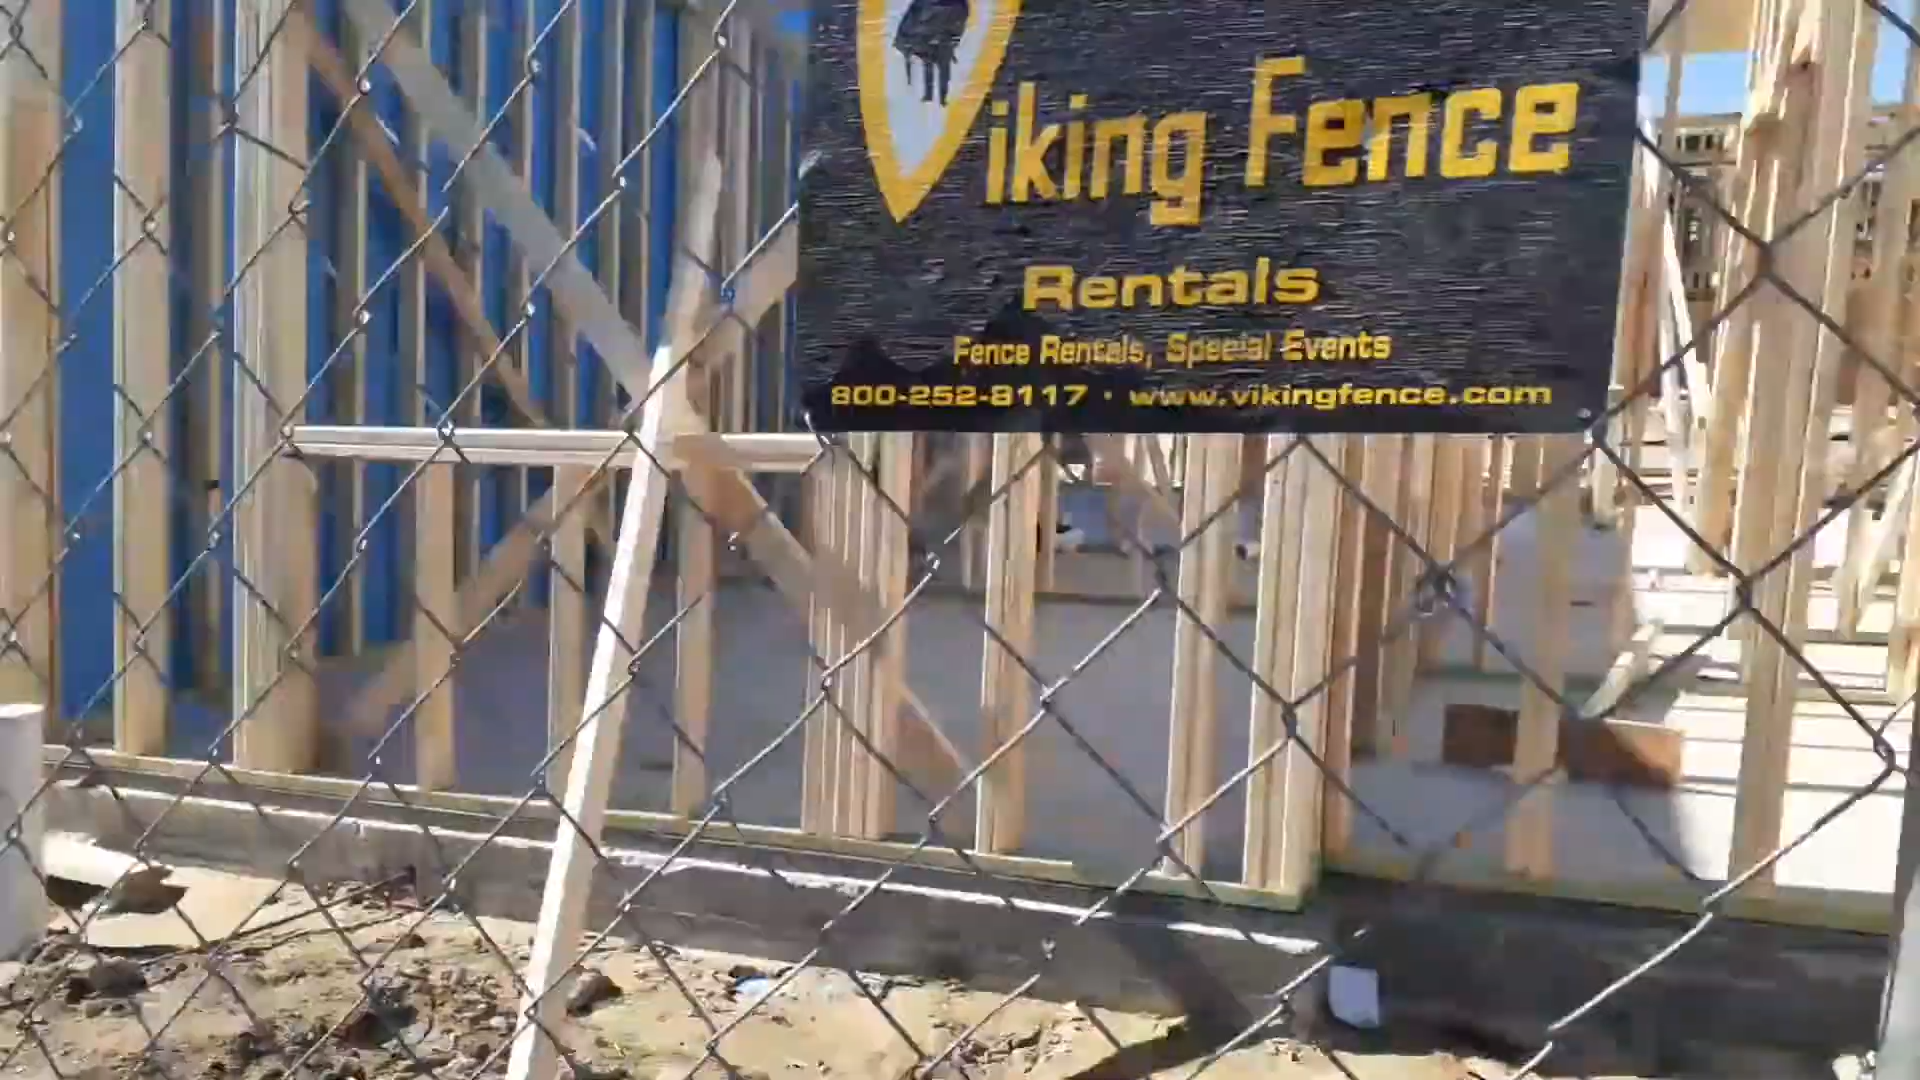 Viking Fence
Rentals
Fence Rentals, Special Events
800-252-8117 · www.vikingfence.com